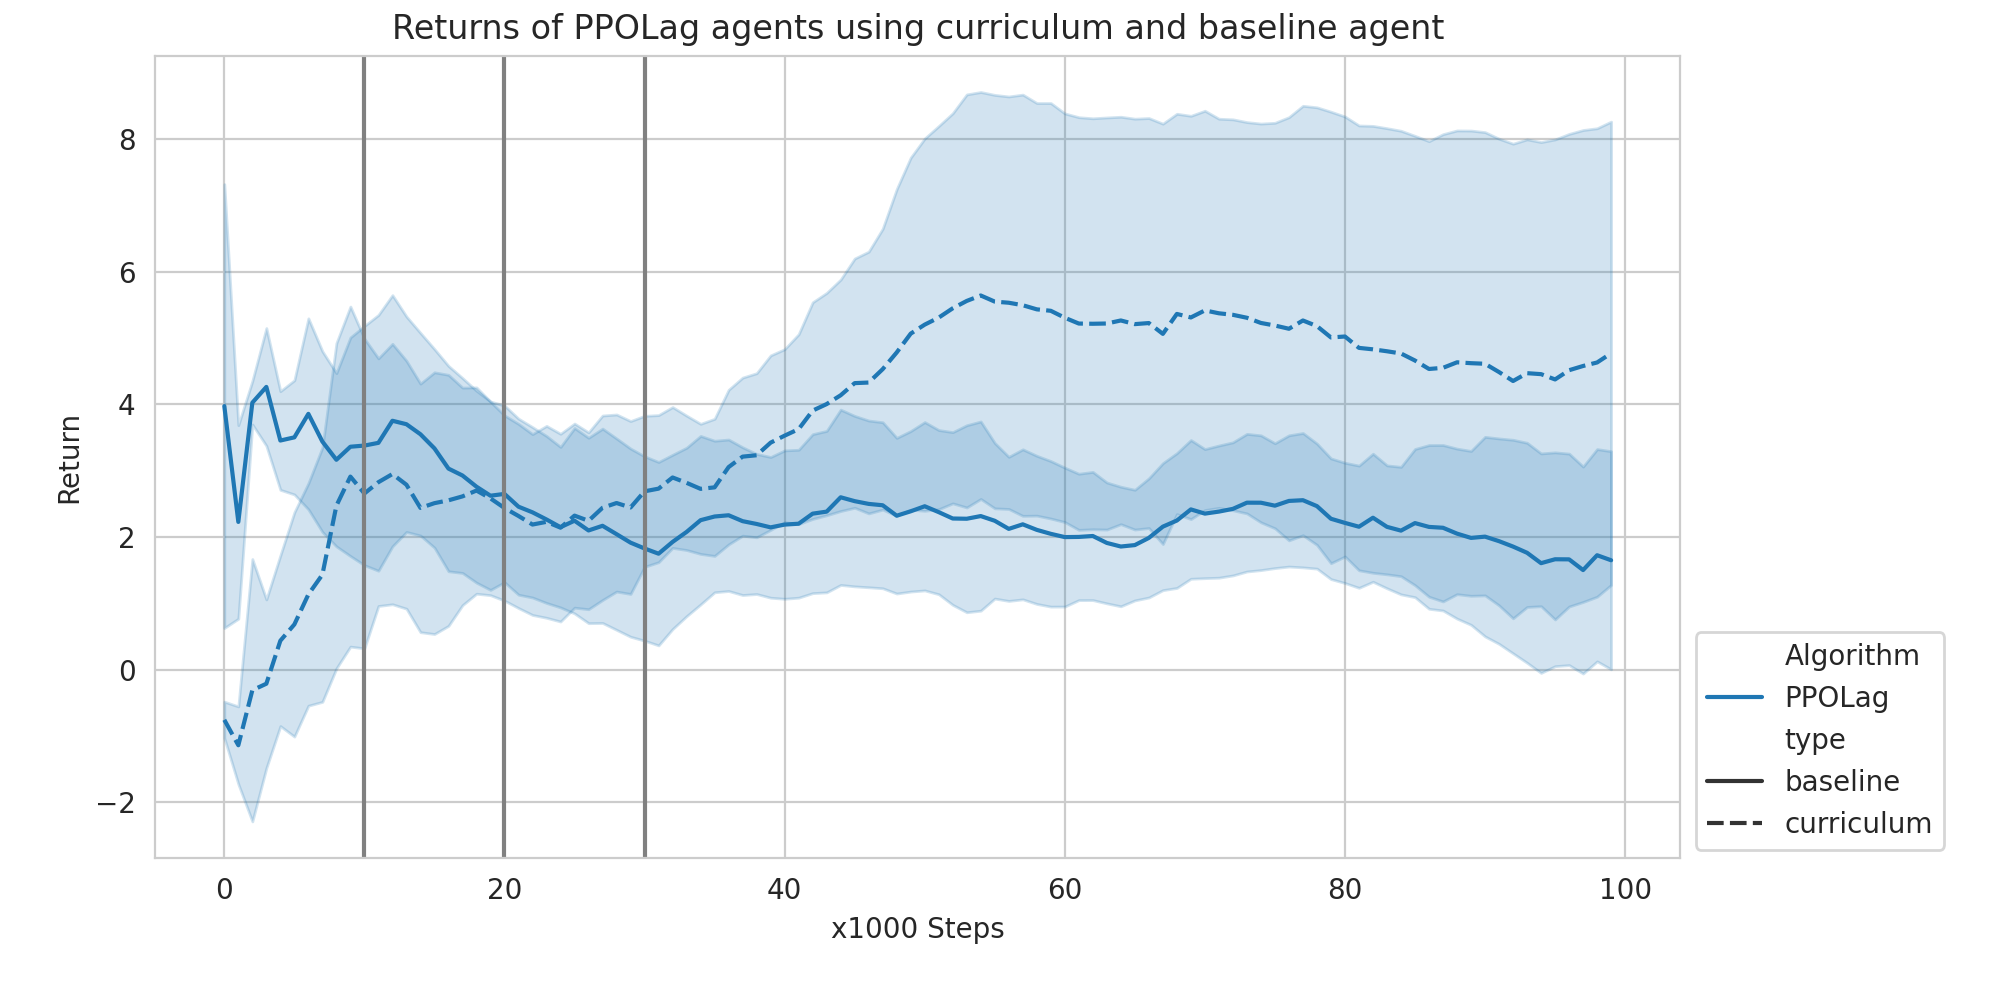 Returns of PPOLag agents using curriculum and baseline agent
Return
8
6
4
2
0
−2
0 20 40 60 80 100
x1000 Steps
Algorithm
PPOLag
type
baseline
curriculum